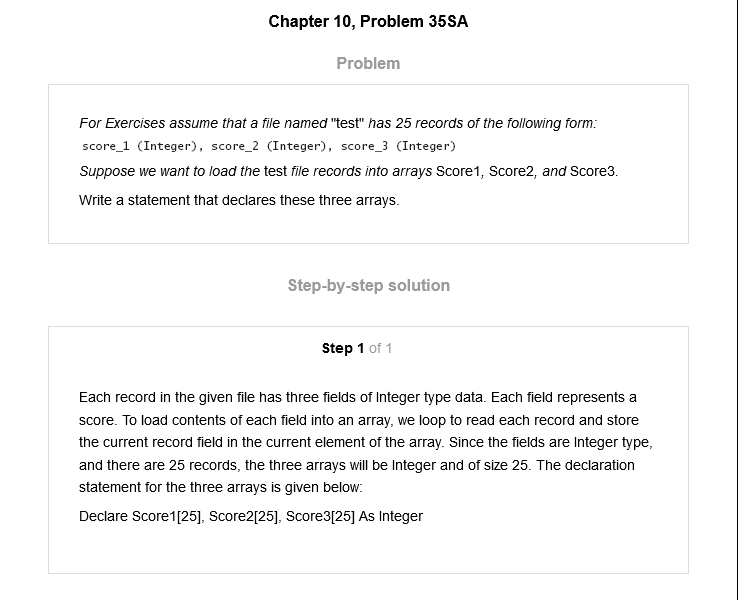 Chapter 10, Problem 35SA
Problem
For Exercises assume that a file named "test" has 25 records of the following form:
score_1 (Integer), score_2 (Integer), score_3 (Integer)
Suppose we want to load the test file records into arrays Score1, Score2, and Score3.
Write a statement that declares these three arrays.
Step-by-step solution
Step 1 of 1
Each record in the given file has three fields of Integer type data. Each field represents a
score. To load contents of each field into an array, we loop to read each record and store
the current record field in the current element of the array. Since the fields are Integer type,
and there are 25 records, the three arrays will be Integer and of size 25. The declaration
statement for the three arrays is given below:
Declare Score1[25], Score2[25], Score3[25] As Integer